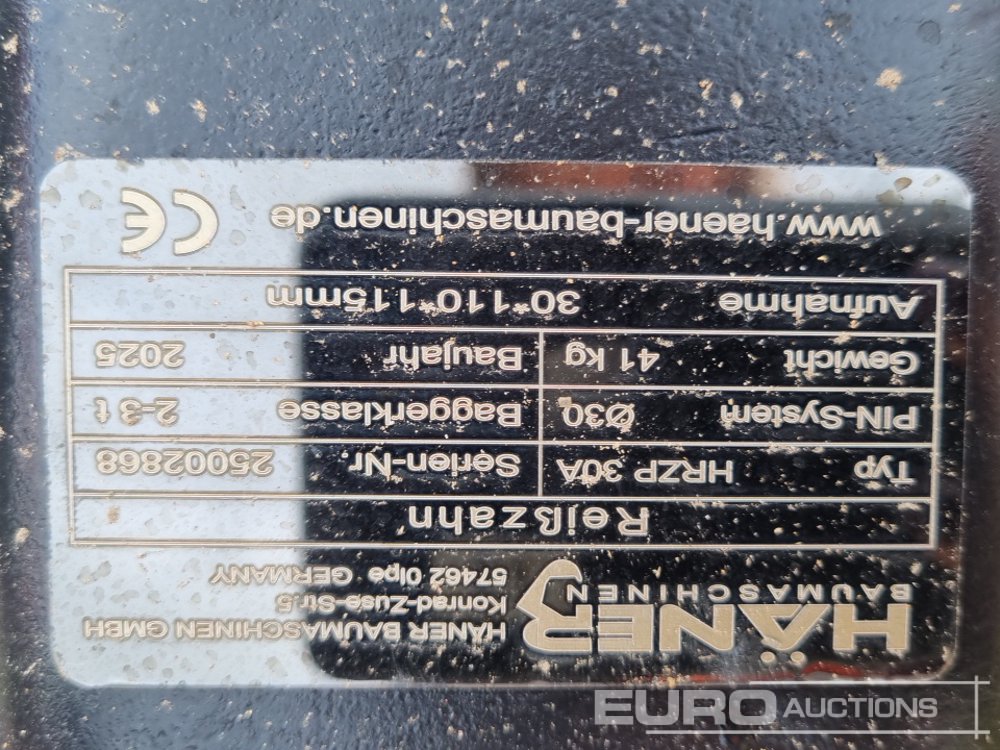 HÄNER
BAUMASCHINEN
HÄNER BAUMASCHINEN GMBH
Konrad-Zuse-Str.5
57462 Olpe GERMANY
Reißzahn
Typ HRZP 30A Serien-Nr. 25002868
PIN-System Ø30 Baggerklasse 2-3 t
Gewicht 41 kg Baujahr 2025
Aufnahme 30*110*115mm
www.haener-baumaschinen.de CE
EURO AUCTIONS